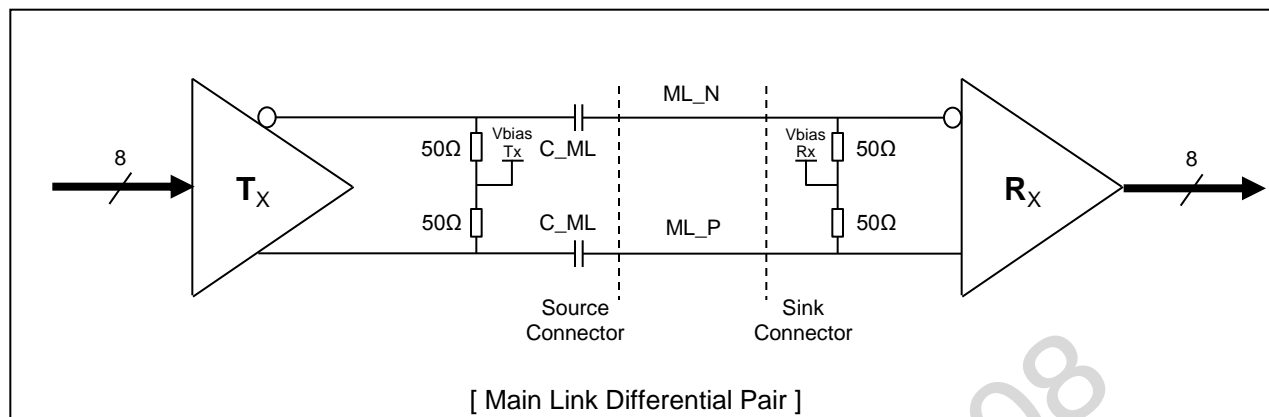 ML_N
Vbias
Tx
Vbias
Rx
50Ω
C_ML
50Ω
8
TX
RX
8
50Ω
C_ML
ML_P
50Ω
Source
Connector
Sink
Connector
[ Main Link Differential Pair ]